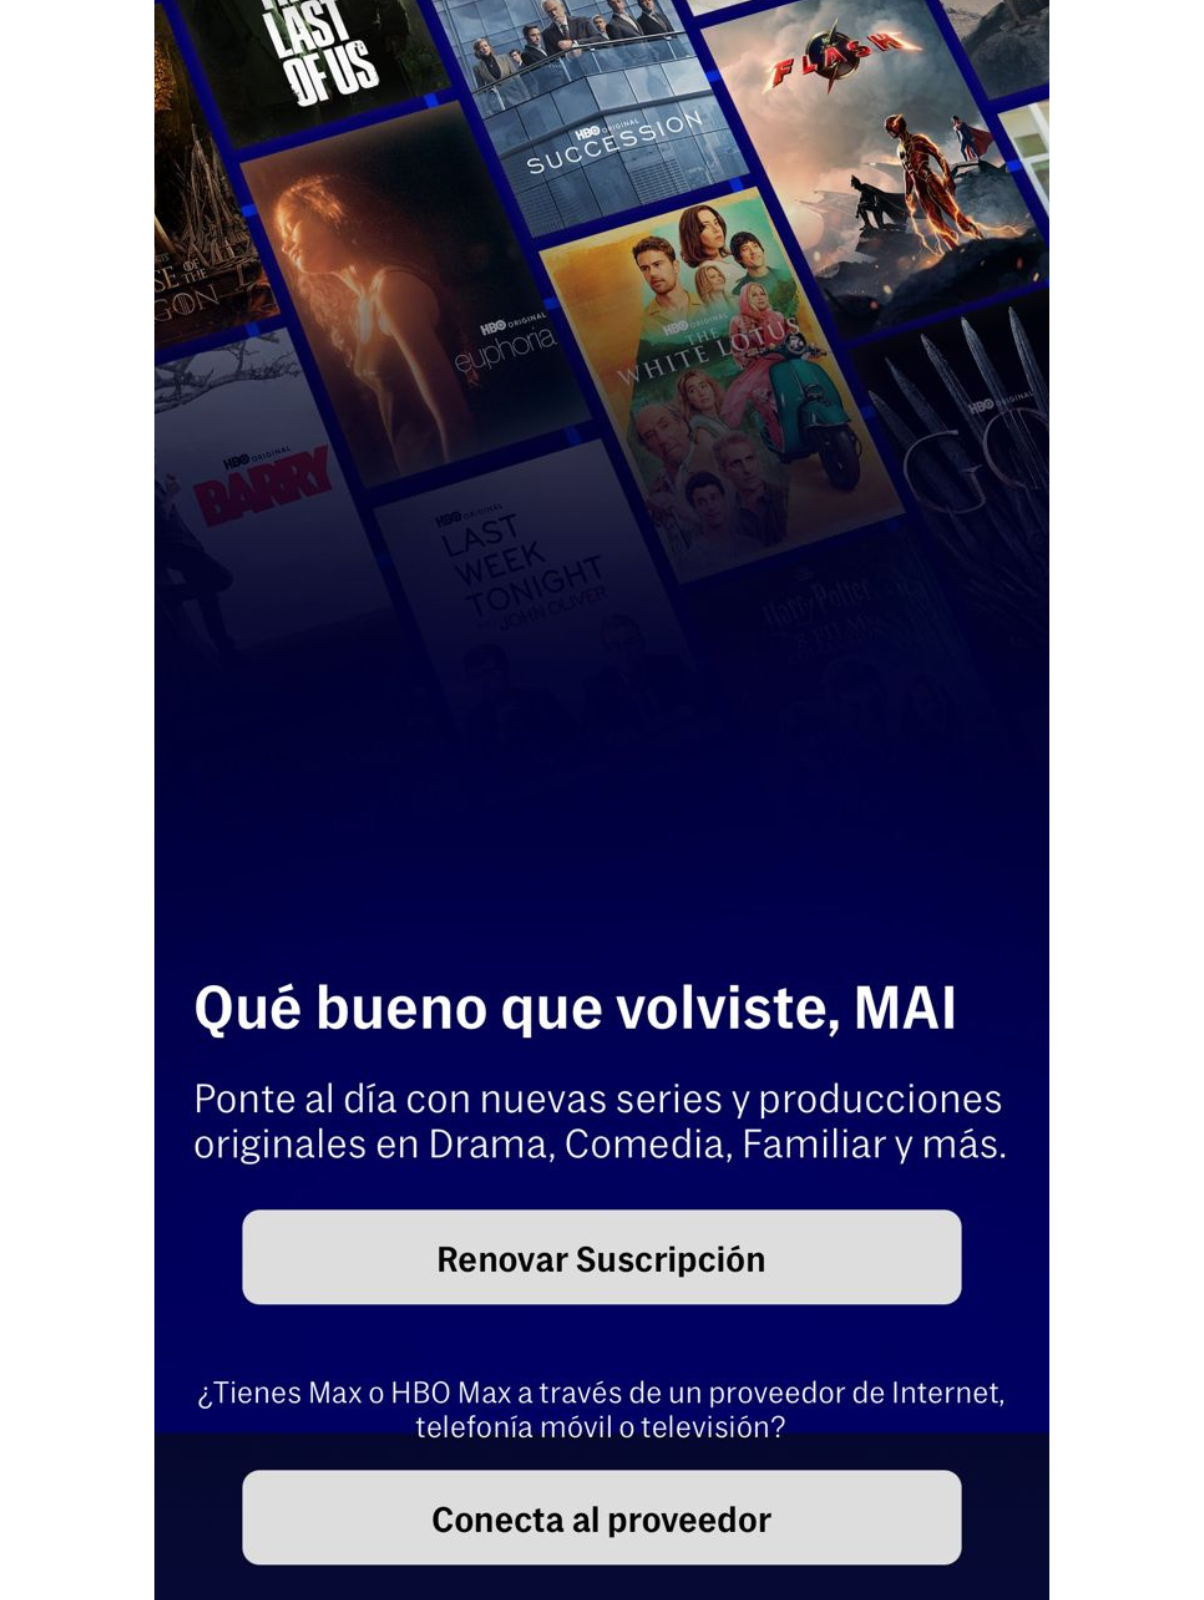 LAST
OF US
HBO ORIGINAL
SUCCESSION
FLASH
OF
THE
HBO ORIGINAL
euphoria
HBO ORIGINAL
THE
WHITE LOTUS
HBO ORIGINAL
HBO ORIGINAL
BARRY
HBO ORIGINAL
LAST
WEEK
TONIGHT
JOHN OLIVER
Harry Potter
Qué bueno que volviste, MAI
Ponte al día con nuevas series y producciones
originales en Drama, Comedia, Familiar y más.
Renovar Suscripción
¿Tienes Max o HBO Max a través de un proveedor de Internet,
telefonía móvil o televisión?
Conecta al proveedor